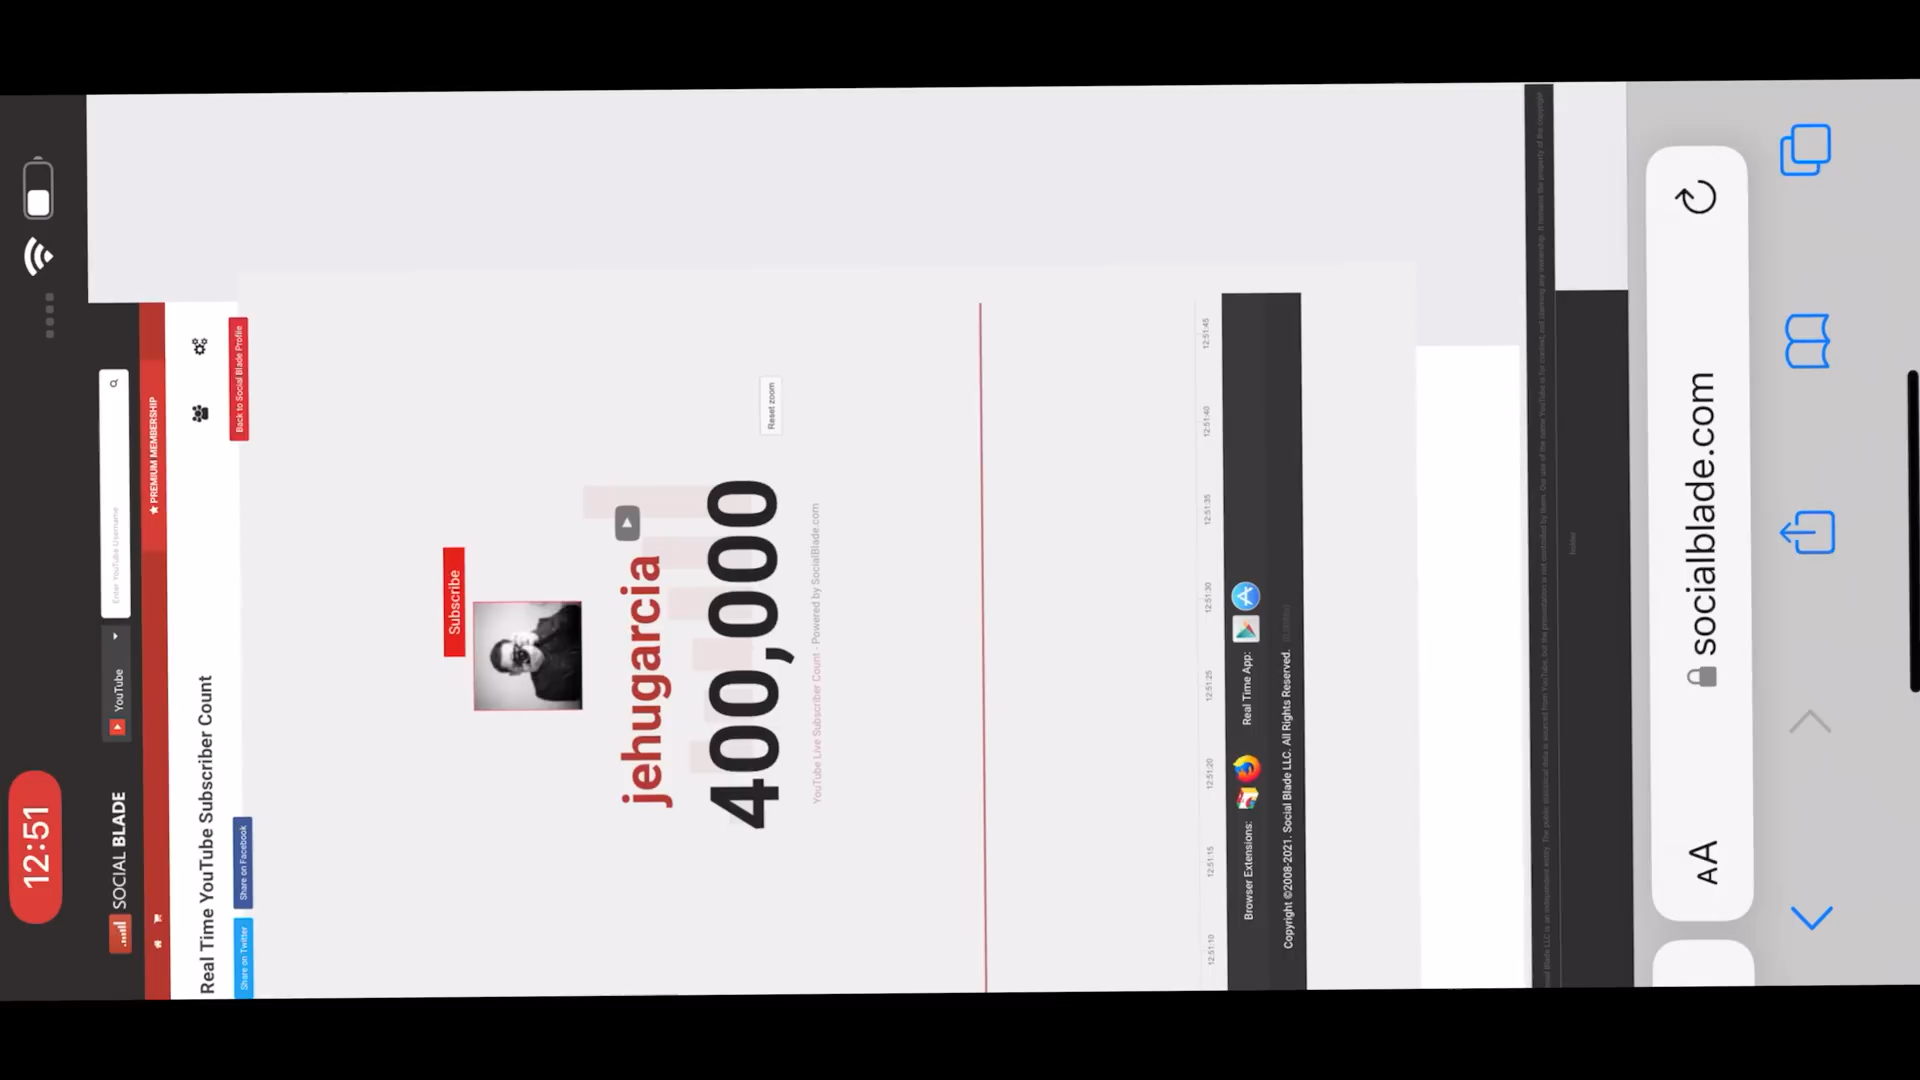 12:51
SOCIAL BLADE
YouTube
Enter YouTube Username
★ PREMIUM MEMBERSHIP
Real Time YouTube Subscriber Count
Share on Twitter
Share on Facebook
Back to Social Blade Profile
Subscribe
jehugarcia
400,000
Reset zoom
YouTube Live Subscriber Count - Powered by SocialBlade.com
12:51:10
12:51:15
12:51:20
12:51:25
12:51:30
12:51:35
12:51:40
12:51:45
Browser Extensions:
Real Time App:
Copyright ©2008-2021. Social Blade LLC. All Rights Reserved.
AA
socialblade.com